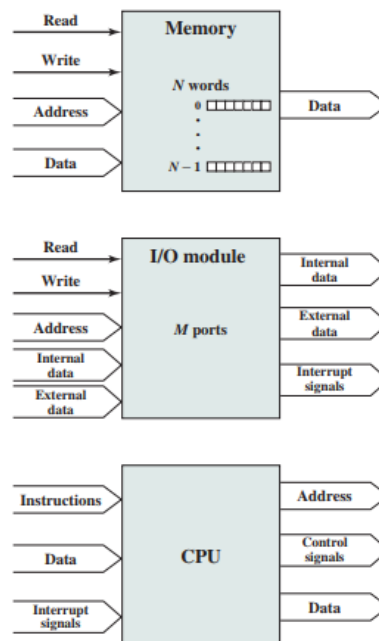 Read
Memory
Write
N words
0
Address
Data
Data
N – 1
Read
I/O module
Internal
data
Write
Address
M ports
External
data
Internal
data
Interrupt
signals
External
data
Instructions
Address
Data
CPU
Control
signals
Interrupt
signals
Data